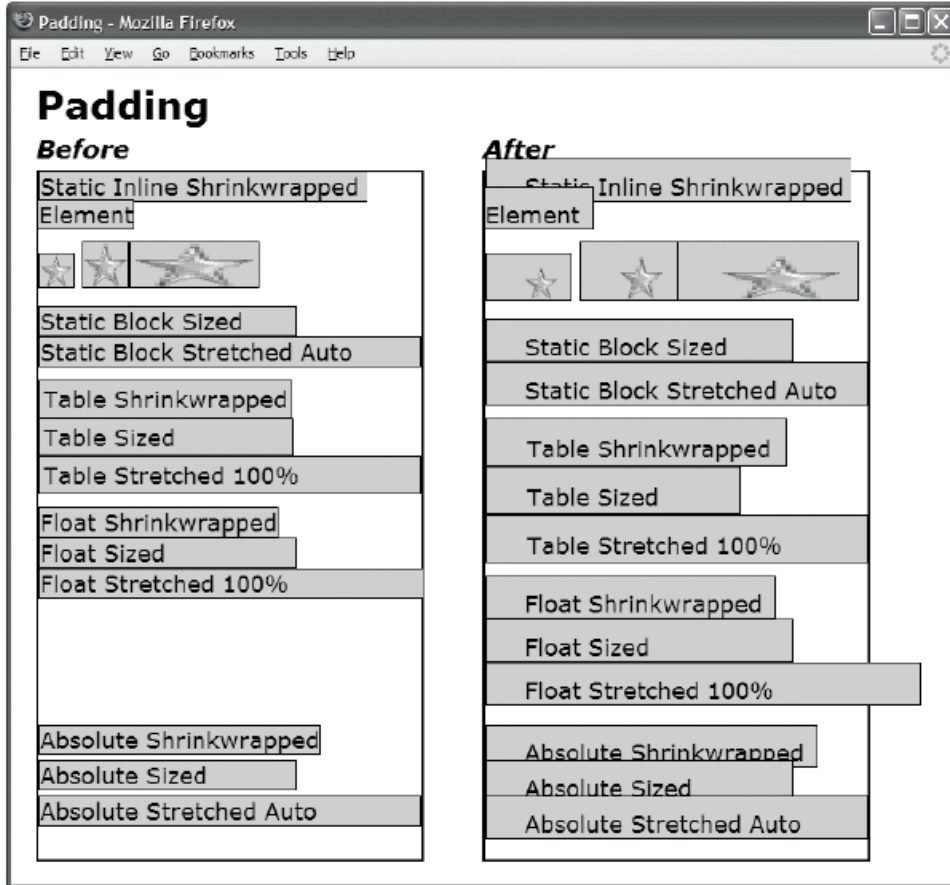 Padding - Mozilla Firefox
File Edit View Go Bookmarks Tools Help
Padding
Before
Static Inline Shrinkwrapped
Element
Static Block Sized
Static Block Stretched Auto
Table Shrinkwrapped
Table Sized
Table Stretched 100%
Float Shrinkwrapped
Float Sized
Float Stretched 100%
Absolute Shrinkwrapped
Absolute Sized
Absolute Stretched Auto
After
Static Inline Shrinkwrapped
Element
Static Block Sized
Static Block Stretched Auto
Table Shrinkwrapped
Table Sized
Table Stretched 100%
Float Shrinkwrapped
Float Sized
Float Stretched 100%
Absolute Shrinkwrapped
Absolute Sized
Absolute Stretched Auto